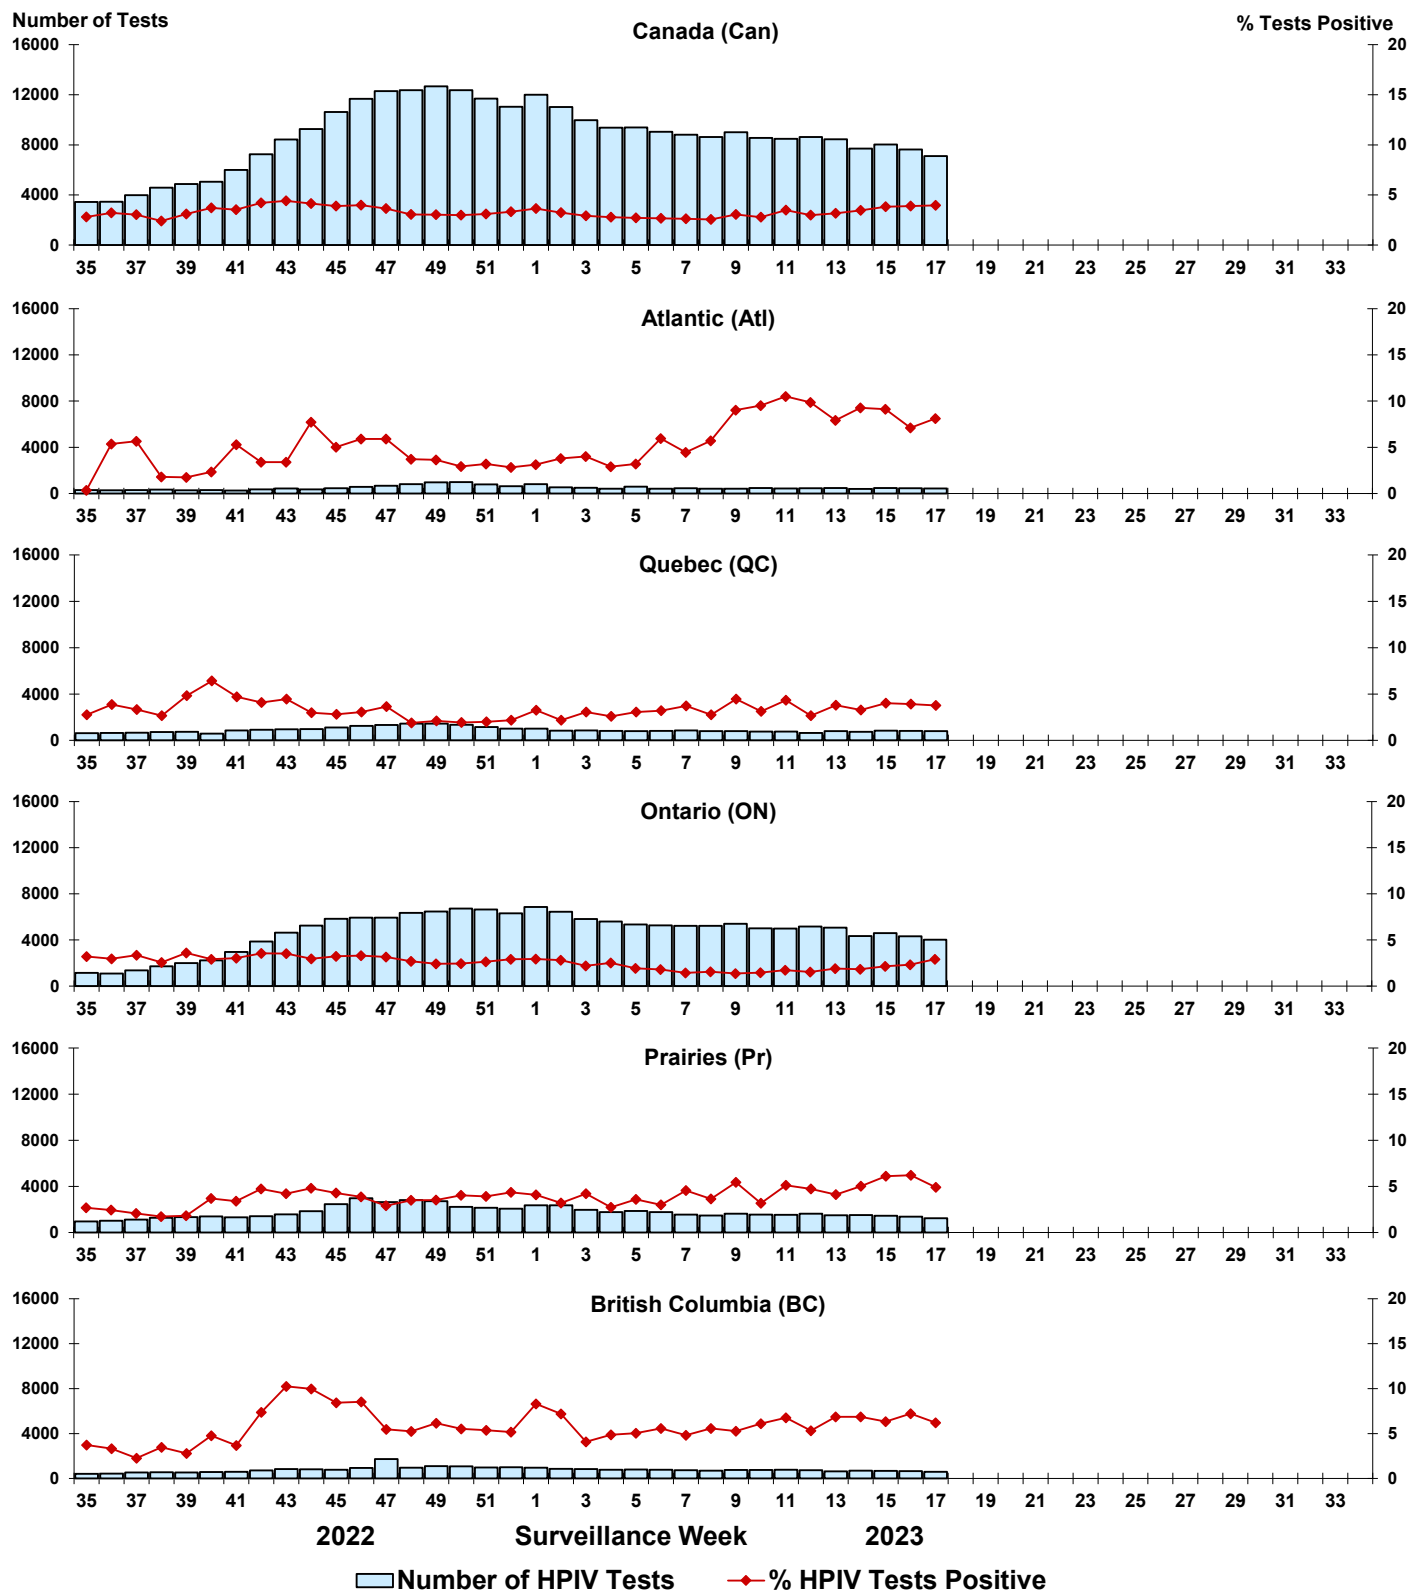 Number of Tests
% Tests Positive
Canada (Can)
16000 12000 8000 4000 0
20 15 10 5 0
35 37 39 41 43 45 47 49 51 1 3 5 7 9 11 13 15 17 19 21 23 25 27 29 31 33
Atlantic (Atl)
16000 12000 8000 4000 0
20 15 10 5 0
35 37 39 41 43 45 47 49 51 1 3 5 7 9 11 13 15 17 19 21 23 25 27 29 31 33
Quebec (QC)
16000 12000 8000 4000 0
20 15 10 5 0
35 37 39 41 43 45 47 49 51 1 3 5 7 9 11 13 15 17 19 21 23 25 27 29 31 33
Ontario (ON)
16000 12000 8000 4000 0
20 15 10 5 0
35 37 39 41 43 45 47 49 51 1 3 5 7 9 11 13 15 17 19 21 23 25 27 29 31 33
Prairies (Pr)
16000 12000 8000 4000 0
20 15 10 5 0
35 37 39 41 43 45 47 49 51 1 3 5 7 9 11 13 15 17 19 21 23 25 27 29 31 33
British Columbia (BC)
16000 12000 8000 4000 0
20 15 10 5 0
35 37 39 41 43 45 47 49 51 1 3 5 7 9 11 13 15 17 19 21 23 25 27 29 31 33
2022 Surveillance Week 2023
Number of HPIV Tests % HPIV Tests Positive